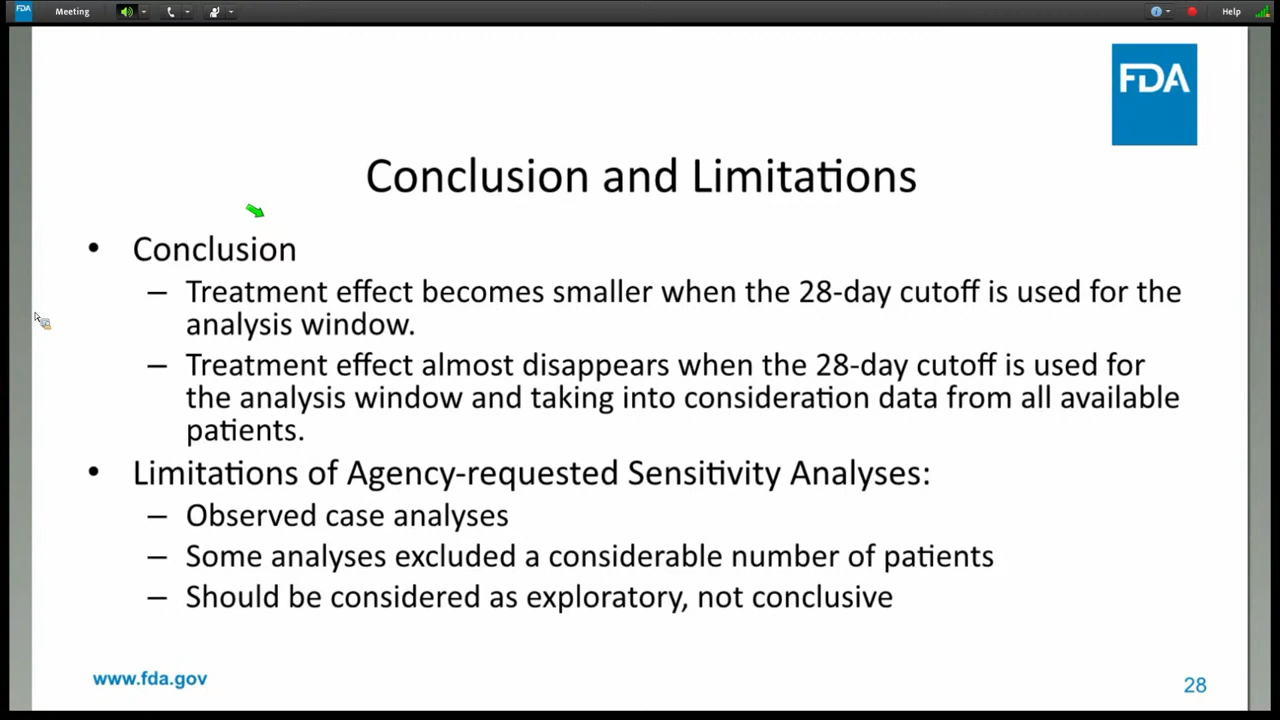 FDA Meeting Help
FDA
Conclusion and Limitations
• Conclusion
– Treatment effect becomes smaller when the 28-day cutoff is used for the
analysis window.
– Treatment effect almost disappears when the 28-day cutoff is used for
the analysis window and taking into consideration data from all available
patients.
• Limitations of Agency-requested Sensitivity Analyses:
– Observed case analyses
– Some analyses excluded a considerable number of patients
– Should be considered as exploratory, not conclusive
www.fda.gov 28